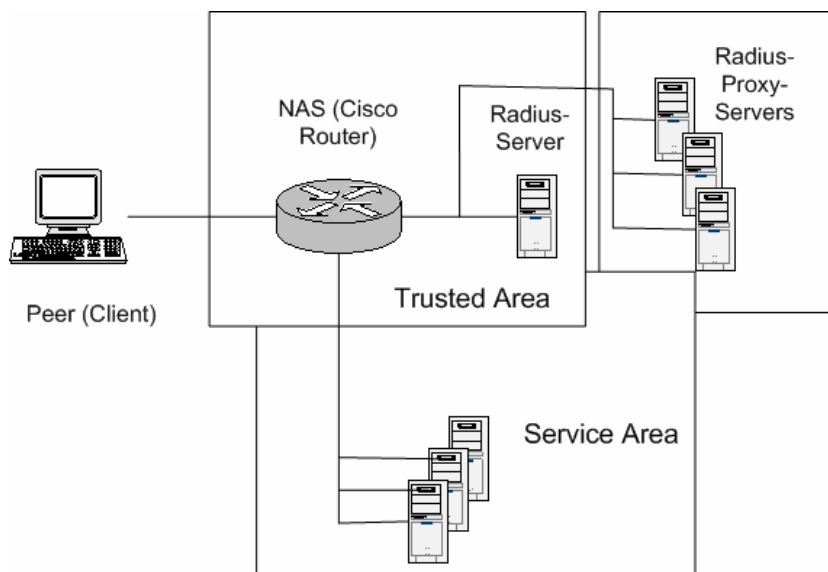 Radius-
Proxy-
Servers
NAS (Cisco
Router)
Radius-
Server
Peer (Client)
Trusted Area
Service Area